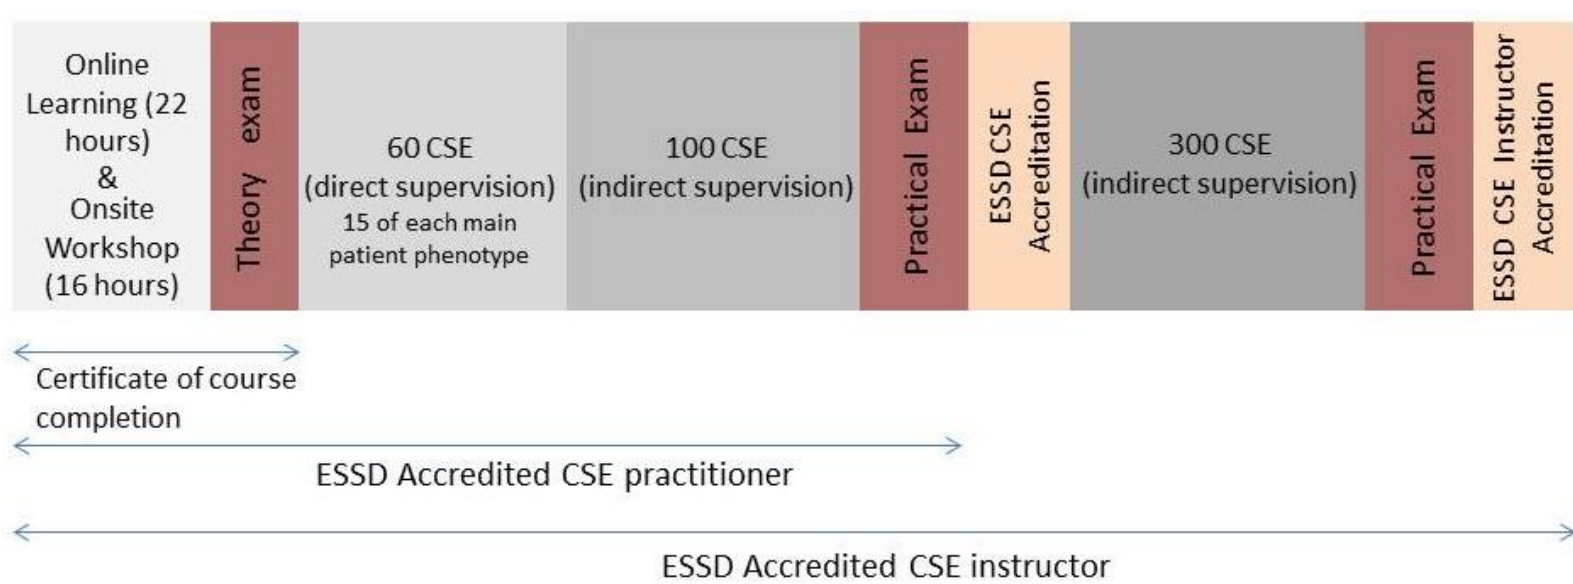 Online
Learning (22
hours)
&
Onsite
Workshop
(16 hours)
Theory exam
60 CSE
(direct supervision)
15 of each main
patient phenotype
100 CSE
(indirect supervision)
Practical Exam
ESSD CSE
Accreditation
300 CSE
(indirect supervision)
Practical Exam
ESSD CSE Instructor
Accreditation
Certificate of course
completion
ESSD Accredited CSE practitioner
ESSD Accredited CSE instructor